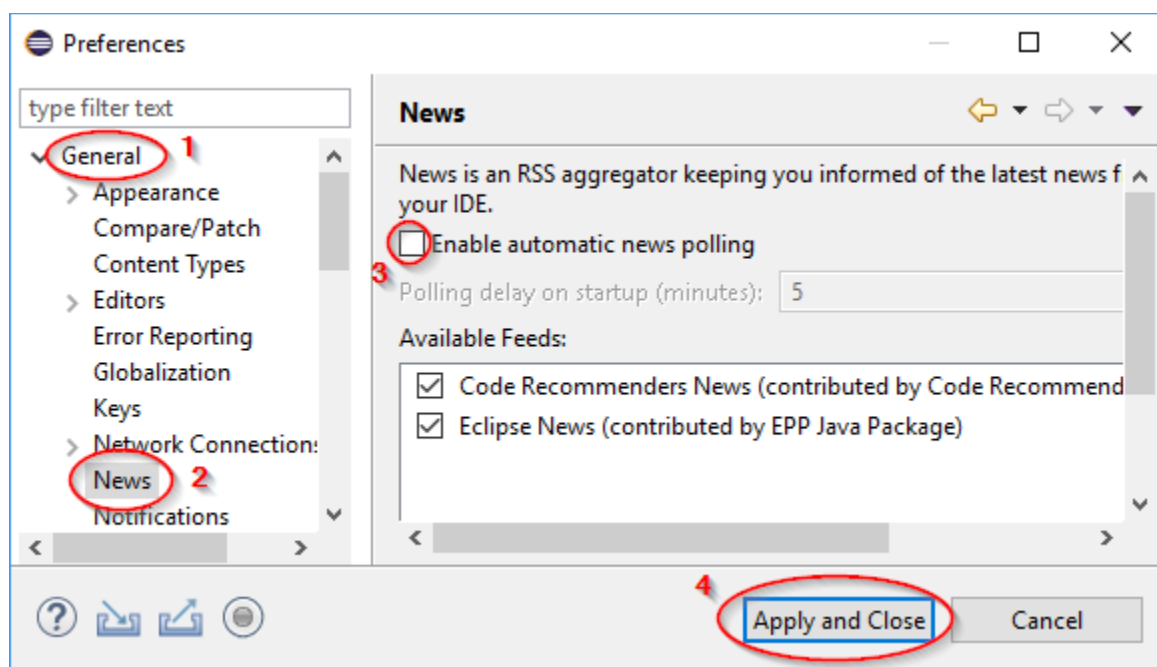 Preferences
type filter text
General
1
Appearance
Compare/Patch
Content Types
Editors
Error Reporting
Globalization
Keys
Network Connections
News
2
Notifications
News
News is an RSS aggregator keeping you informed of the latest news f
your IDE.
Enable automatic news polling
3
Polling delay on startup (minutes): 5
Available Feeds:
Code Recommenders News (contributed by Code Recommend
Eclipse News (contributed by EPP Java Package)
4
Apply and Close
Cancel